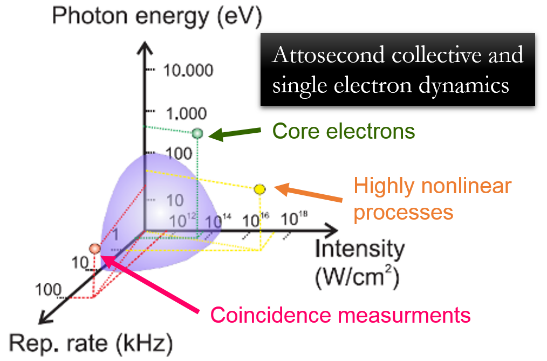 Photon energy (eV)
Attosecond collective and
single electron dynamics
10.000
1.000
Core electrons
100
Highly nonlinear
processes
10
10¹² 10¹⁴ 10¹⁶ 10¹⁸
1
Intensity
(W/cm²)
10
100
Coincidence measurments
Rep. rate (kHz)